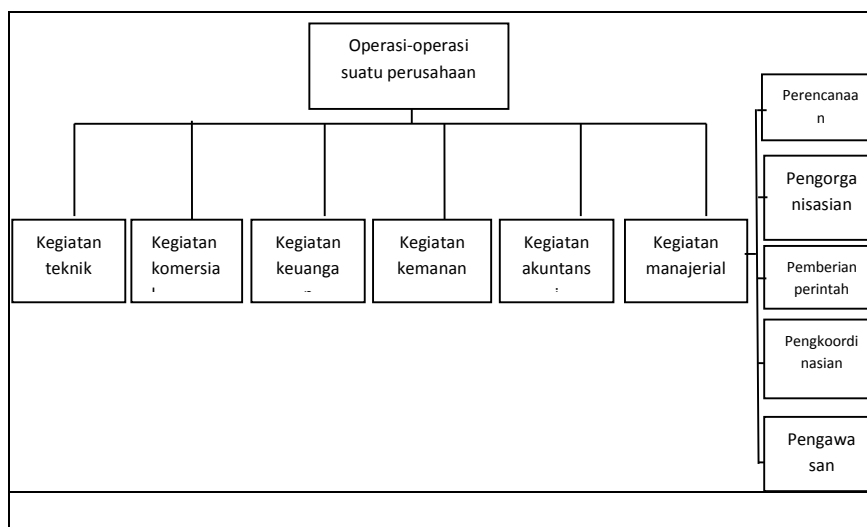 Operasi-operasi
suatu perusahaan
Perencanaa
n
Pengorga
nisasian
Kegiatan
teknik
Kegiatan
komersia
Kegiatan
keuanga
Kegiatan
kemanan
Kegiatan
akuntans
Kegiatan
manajerial
Pemberian
perintah
Pengkoordi
nasian
Pengawa
san